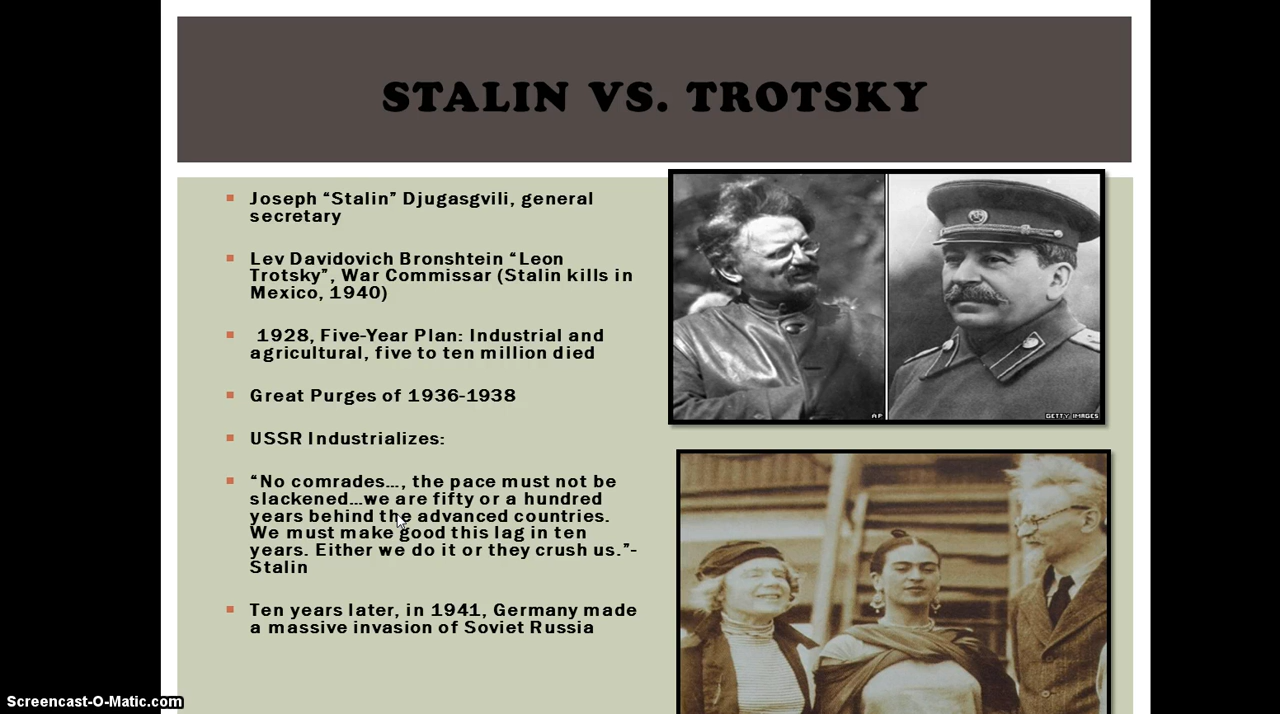 STALIN VS. TROTSKY
Joseph “Stalin” Djugasgvili, general
secretary
Lev Davidovich Bronshtein “Leon
Trotsky”, War Commissar (Stalin kills in
Mexico, 1940)
1928, Five-Year Plan: Industrial and
agricultural, five to ten million died
Great Purges of 1936-1938
USSR Industrializes:
“No comrades…, the pace must not be
slackened…we are fifty or a hundred
years behind the advanced countries.
We must make good this lag in ten
years. Either we do it or they crush us.”-
Stalin
Ten years later, in 1941, Germany made
a massive invasion of Soviet Russia
AP
GETTY IMAGES
Screencast-O-Matic.com